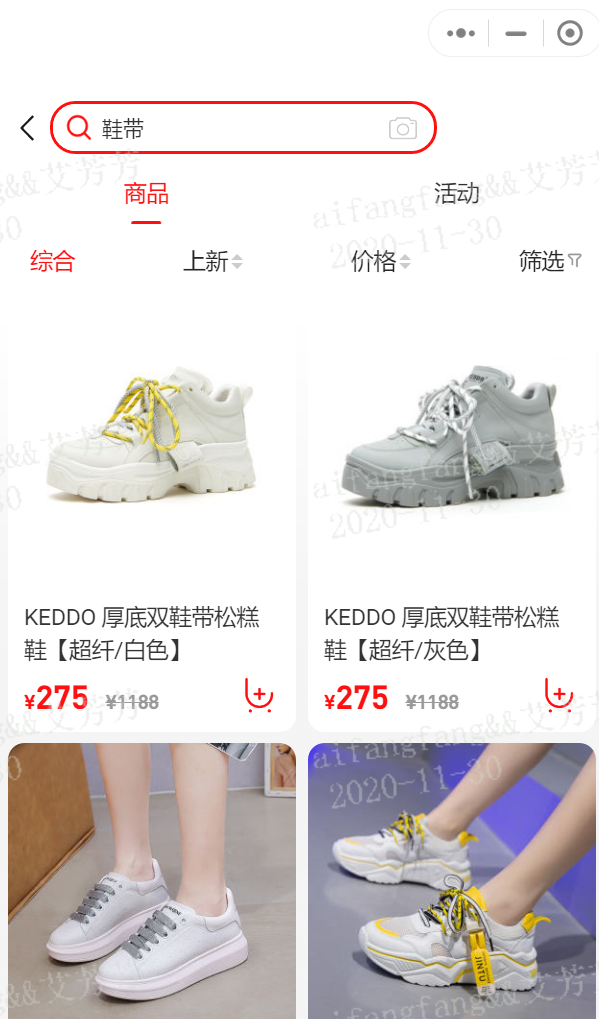 鞋带
商品
活动
综合
上新
价格
筛选
KEDDO 厚底双鞋带松糕
鞋【超纤/白色】
¥275 ¥1188
KEDDO 厚底双鞋带松糕
鞋【超纤/灰色】
¥275 ¥1188
aifangfang&&艾芳芳
2020-11-30
JINTU